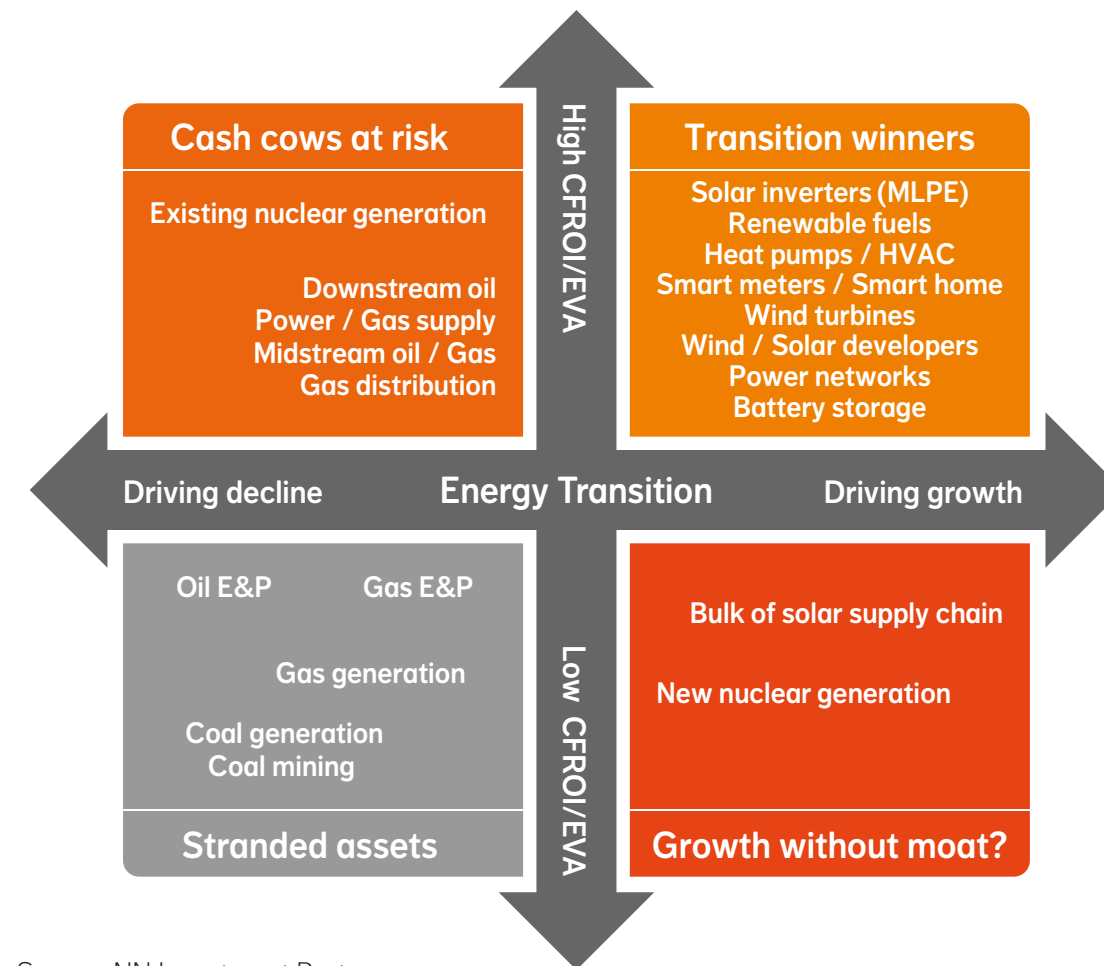 High CFROI/EVA
Cash cows at risk
Existing nuclear generation
Downstream oil
Power / Gas supply
Midstream oil / Gas
Gas distribution
Transition winners
Solar inverters (MLPE)
Renewable fuels
Heat pumps / HVAC
Smart meters / Smart home
Wind turbines
Wind / Solar developers
Power networks
Battery storage
Driving decline
Energy Transition
Driving growth
Oil E&P
Gas E&P
Gas generation
Coal generation
Coal mining
Stranded assets
Low CFROI/EVA
Bulk of solar supply chain
New nuclear generation
Growth without moat?